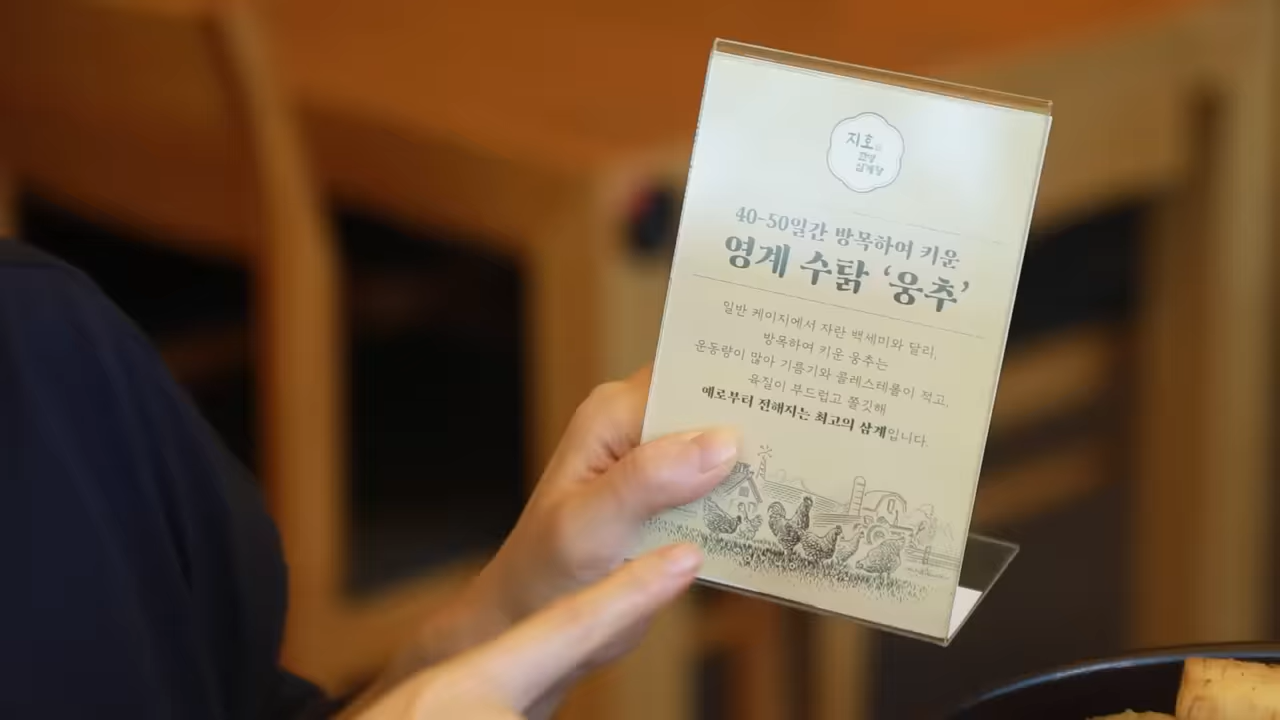 지호
한방
삼계탕
40-50일간 방목하여 키운
영계 수탉 ‘웅추’
일반 케이지에서 자란 백세미와 달리,
방목하여 키운 웅추는
운동량이 많아 기름기와 콜레스테롤이 적고,
육질이 부드럽고 쫄깃해
예로부터 전해지는 최고의 삼계입니다.